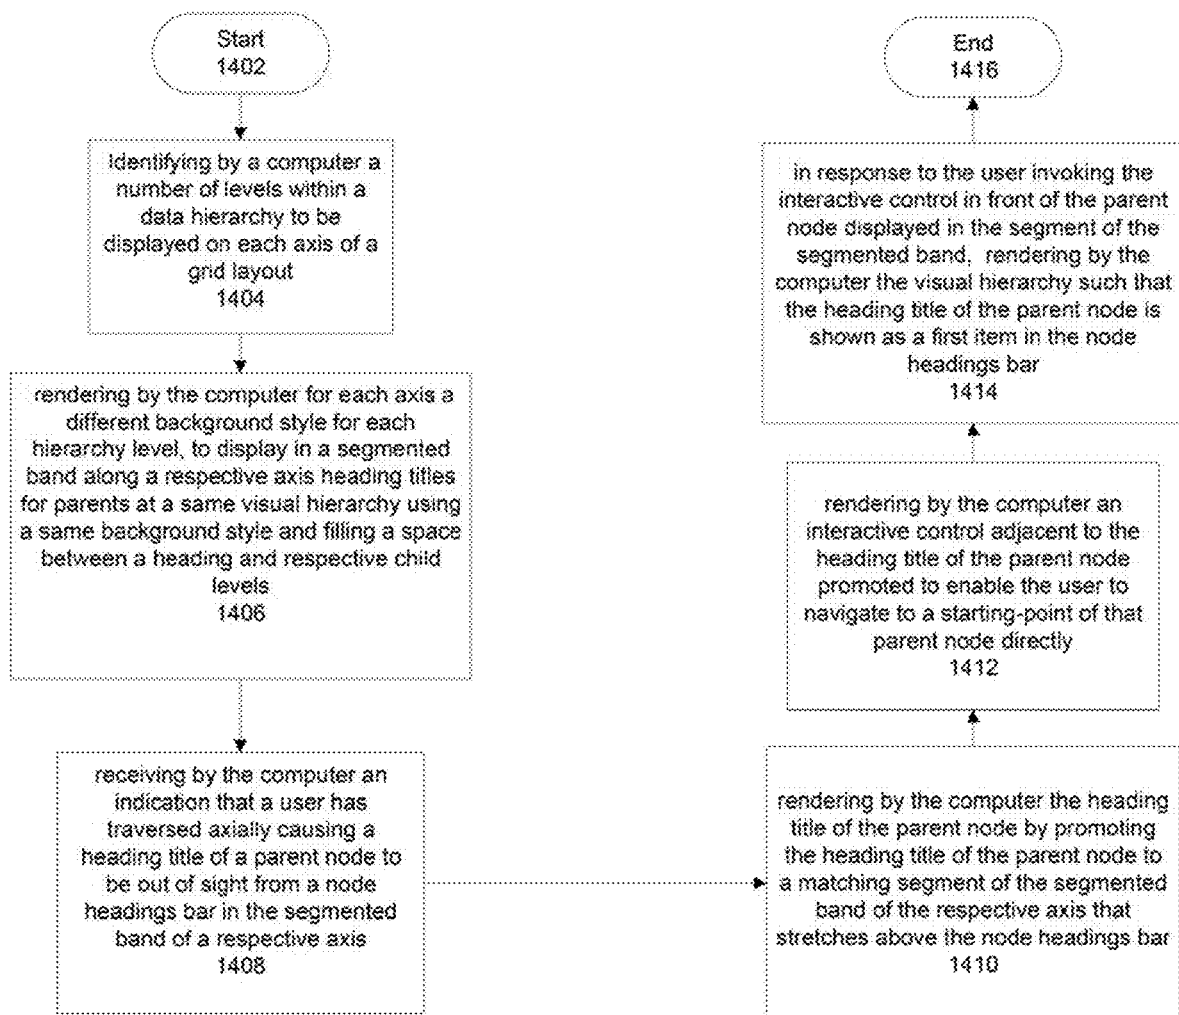 Start
1402
Identifying by a computer a
number of levels within a
data hierarchy to be
displayed on each axis of a
grid layout
1404
rendering by the computer for each axis a
different background style for each
hierarchy level, to display in a segmented
band along a respective axis heading titles
for parents at a same visual hierarchy using
a same background style and filling a space
between a heading and respective child
levels
1406
receiving by the computer an
indication that a user has
traversed axially causing a
heading title of a parent node to
be out of sight from a node
headings bar in the segmented
band of a respective axis
1408
rendering by the computer the heading
title of the parent node by promoting
the heading title of the parent node to
a matching segment of the segmented
band of the respective axis that
stretches above the node headings bar
1410
rendering by the computer an
interactive control adjacent to the
heading title of the parent node
promoted to enable the user to
navigate to a starting-point of that
parent node directly
1412
in response to the user invoking the
interactive control in front of the parent
node displayed in the segment of the
segmented band, rendering by the
computer the visual hierarchy such that
the heading title of the parent node is
shown as a first item in the node
headings bar
1414
End
1416